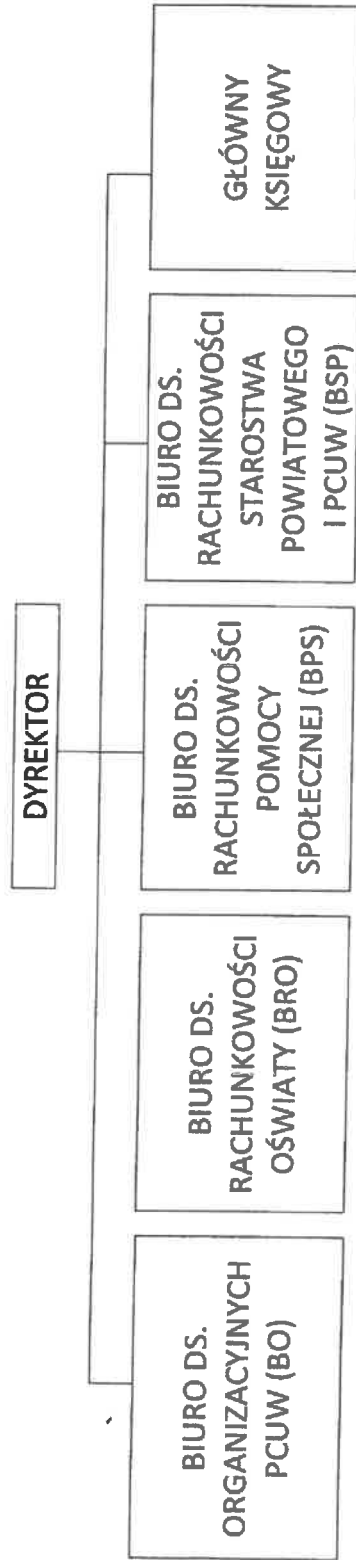 DYREKTOR
BIURO DS.
ORGANIZACYJNYCH
PCUW (BO)
BIURO DS.
RACHUNKOWOŚCI
OŚWIATY (BRO)
BIURO DS.
RACHUNKOWOŚCI
POMOCY
SPOŁECZNEJ (BPS)
BIURO DS.
RACHUNKOWOŚCI
STAROSTWA
POWIATOWEGO
I PCUW (BSP)
GŁÓWNY
KSIĘGOWY